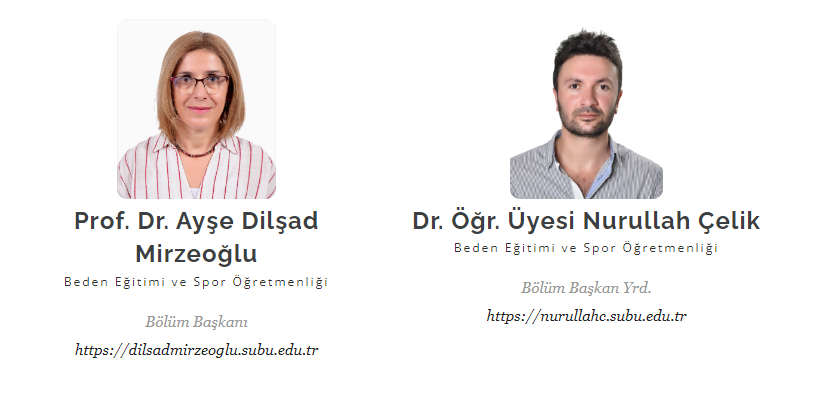 Prof. Dr. Ayşe Dilşad
Mirzeoğlu
Beden Eğitimi ve Spor Öğretmenliği
Bölüm Başkanı
https://dilsadmirzeoglu.subu.edu.tr
Dr. Öğr. Üyesi Nurullah Çelik
Beden Eğitimi ve Spor Öğretmenliği
Bölüm Başkan Yrd.
https://nurullahc.subu.edu.tr